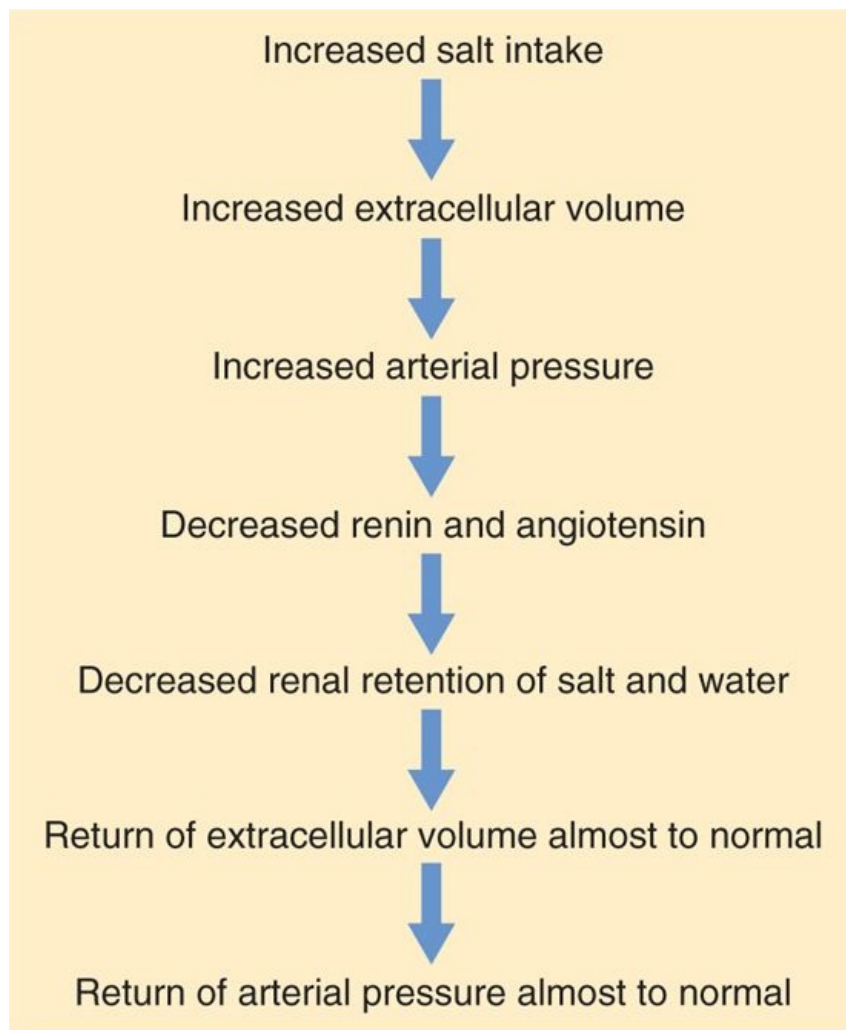 Increased salt intake
Increased extracellular volume
Increased arterial pressure
Decreased renin and angiotensin
Decreased renal retention of salt and water
Return of extracellular volume almost to normal
Return of arterial pressure almost to normal